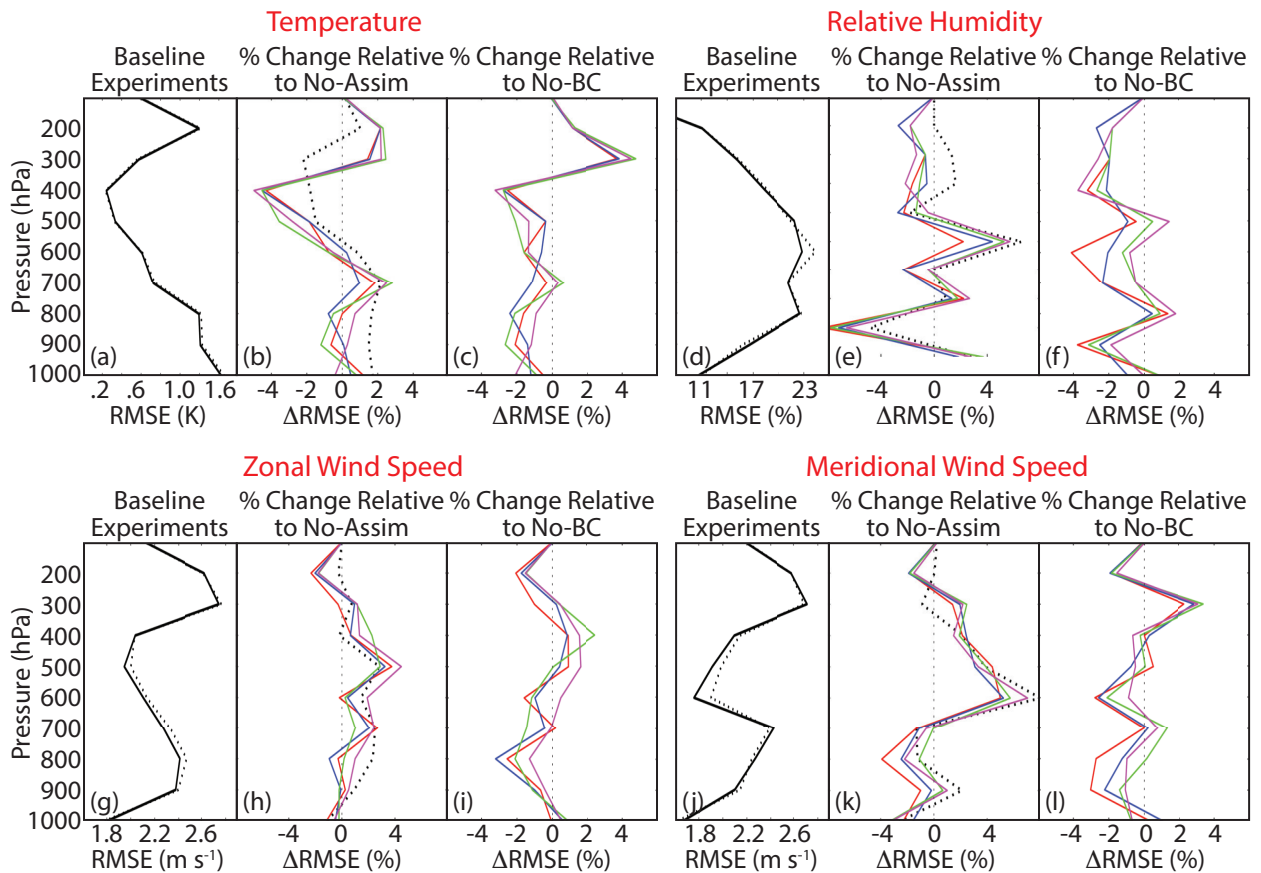 Temperature
Relative Humidity
Baseline Experiments
% Change Relative to No-Assim
% Change Relative to No-BC
Baseline Experiments
% Change Relative to No-Assim
% Change Relative to No-BC
Pressure (hPa)
200
300
400
500
600
700
800
900
1000
(a)
(b)
(c)
(d)
(e)
(f)
.2 .6 1.0 1.6
-4 0 4
-4 -2 0 2 4
11 17 23
-4 0 4
-4 -2 0 2 4
RMSE (K)
ΔRMSE (%)
ΔRMSE (%)
RMSE (%)
ΔRMSE (%)
ΔRMSE (%)
Zonal Wind Speed
Meridional Wind Speed
Baseline Experiments
% Change Relative to No-Assim
% Change Relative to No-BC
Baseline Experiments
% Change Relative to No-Assim
% Change Relative to No-BC
Pressure (hPa)
200
300
400
500
600
700
800
900
1000
(g)
(h)
(i)
(j)
(k)
(l)
1.8 2.2 2.6
-4 0 4
-4 -2 0 2 4
1.8 2.2 2.6
-4 0 4
-4 -2 0 2 4
RMSE (m s-1)
ΔRMSE (%)
ΔRMSE (%)
RMSE (m s-1)
ΔRMSE (%)
ΔRMSE (%)